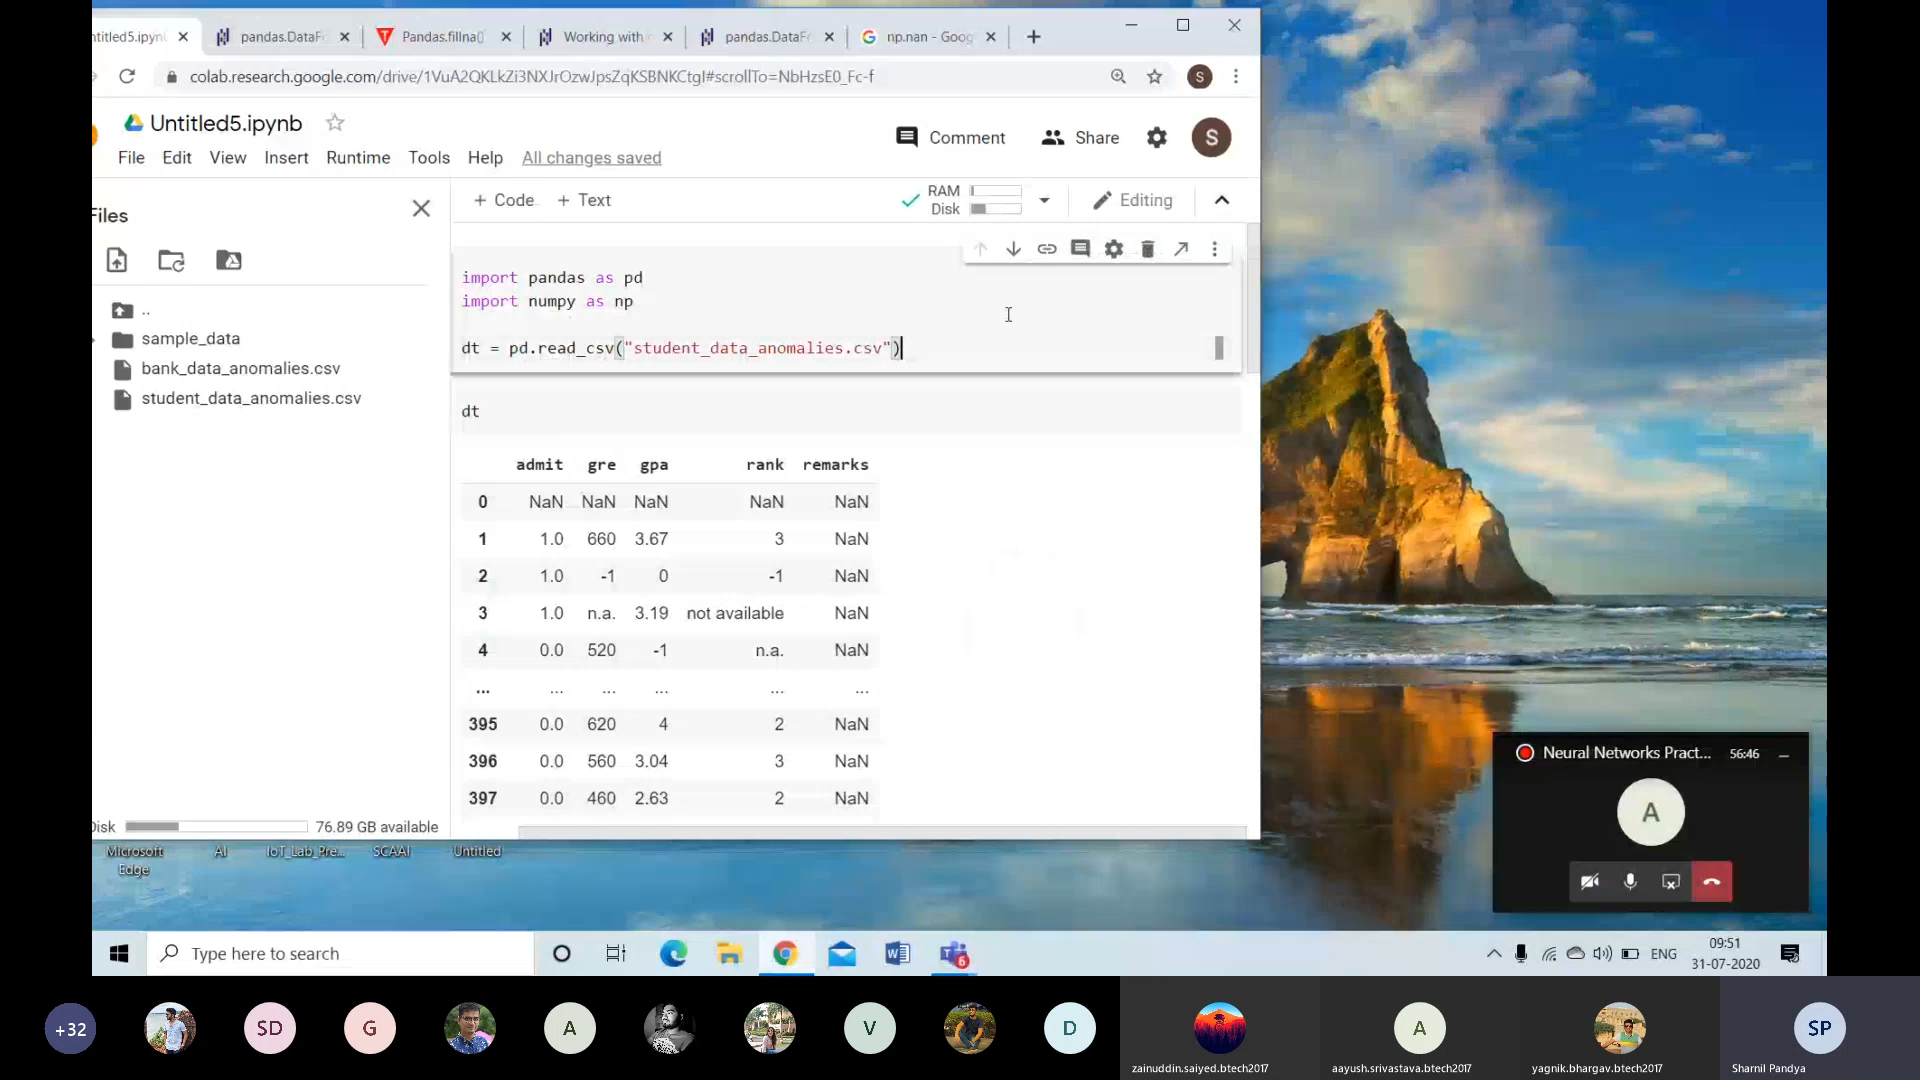 ntitled5.ipyn
pandas.DataF
Pandas.fillna()
Working with
pandas.DataF
np.nan - Goog
colab.research.google.com/drive/1VuA2QKLkZi3NXJrOzwJpsZqKSBNKCtgI#scrollTo=NbHzsE0_Fc-f
S
Untitled5.ipynb
Comment
Share
S
File Edit View Insert Runtime Tools Help All changes saved
Files
+ Code + Text
RAM
Disk
Editing
..
sample_data
bank_data_anomalies.csv
student_data_anomalies.csv
import pandas as pd
import numpy as np
dt = pd.read_csv("student_data_anomalies.csv")
dt
admit gre gpa rank remarks
0 NaN NaN NaN NaN NaN
1 1.0 660 3.67 3 NaN
2 1.0 -1 0 -1 NaN
3 1.0 n.a. 3.19 not available NaN
4 0.0 520 -1 n.a. NaN
... ... ... ... ... ...
395 0.0 620 4 2 NaN
396 0.0 560 3.04 3 NaN
397 0.0 460 2.63 2 NaN
Disk 76.89 GB available
Microsoft
Edge
AI
IoT_Lab_Pre...
SCAAI
Untitled
Neural Networks Pract... 56:46
A
Type here to search
6
ENG
09:51
31-07-2020
+32
SD
G
A
V
D
zainuddin.saiyed.btech2017
A
aayush.srivastava.btech2017
yagnik.bhargav.btech2017
SP
Sharnil Pandya